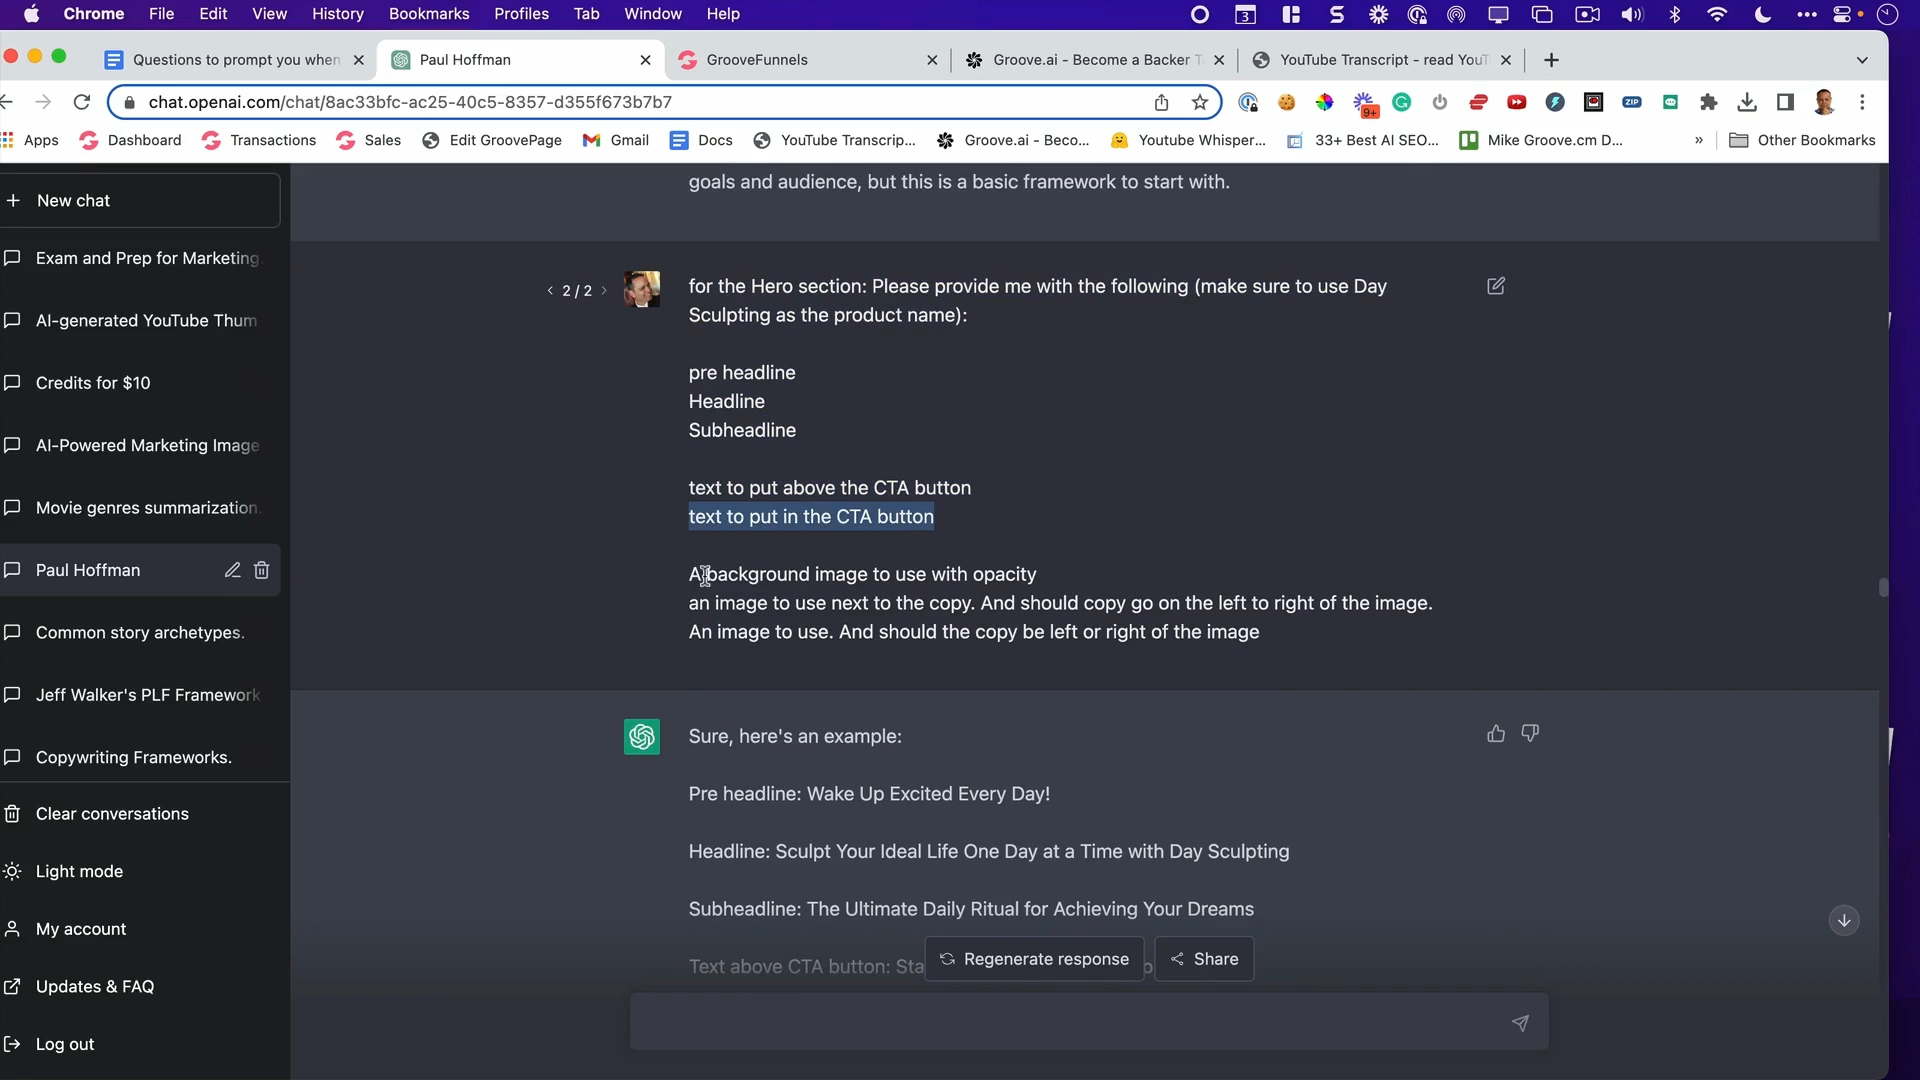 Chrome File Edit View History Bookmarks Profiles Tab Window Help
3
Questions to prompt you when
Paul Hoffman
GrooveFunnels
Groove.ai - Become a Backer T
YouTube Transcript - read YouT
chat.openai.com/chat/8ac33bfc-ac25-40c5-8357-d355f673b7b7
9+
ZIP
Apps
Dashboard
Transactions
Sales
Edit GroovePage
Gmail
Docs
YouTube Transcrip...
Groove.ai - Beco...
Youtube Whisper...
33+ Best AI SEO...
Mike Groove.cm D...
»
Other Bookmarks
+ New chat
Exam and Prep for Marketing
AI-generated YouTube Thum
Credits for $10
AI-Powered Marketing Image
Movie genres summarization.
Paul Hoffman
Common story archetypes.
Jeff Walker's PLF Framework
Copywriting Frameworks.
Clear conversations
Light mode
My account
Updates & FAQ
Log out
goals and audience, but this is a basic framework to start with.
< 2 / 2 >
for the Hero section: Please provide me with the following (make sure to use Day
Sculpting as the product name):
pre headline
Headline
Subheadline
text to put above the CTA button
text to put in the CTA button
A background image to use with opacity
an image to use next to the copy. And should copy go on the left to right of the image.
An image to use. And should the copy be left or right of the image
Sure, here's an example:
Pre headline: Wake Up Excited Every Day!
Headline: Sculpt Your Ideal Life One Day at a Time with Day Sculpting
Subheadline: The Ultimate Daily Ritual for Achieving Your Dreams
Text above CTA button:
Regenerate response
Share